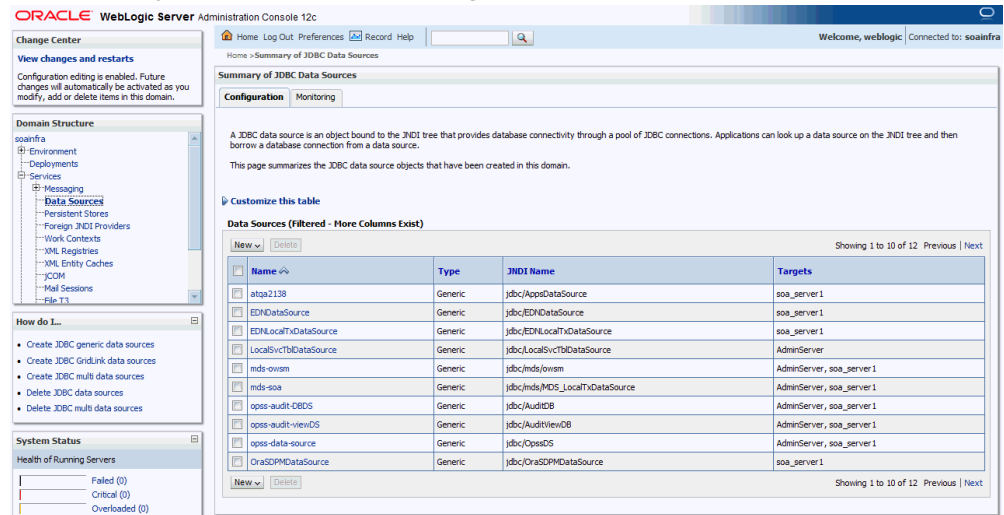 ORACLE WebLogic Server Administration Console 12c
Change Center
View changes and restarts
Configuration editing is enabled. Future
changes will automatically be activated as you
modify, add or delete items in this domain.
Domain Structure
soainfra
Environment
Deployments
Services
Messaging
Data Sources
Persistent Stores
Foreign JNDI Providers
Work Contexts
XML Registries
XML Entity Caches
jCOM
Mail Sessions
File T3
How do I...
Create JDBC generic data sources
Create JDBC GridLink data sources
Create JDBC multi data sources
Delete JDBC data sources
Delete JDBC multi data sources
System Status
Health of Running Servers
Failed (0)
Critical (0)
Overloaded (0)
Home Log Out Preferences Record Help
Welcome, weblogic Connected to: soainfra
Home >Summary of JDBC Data Sources
Summary of JDBC Data Sources
Configuration Monitoring
A JDBC data source is an object bound to the JNDI tree that provides database connectivity through a pool of JDBC connections. Applications can look up a data source on the JNDI tree and then
borrow a database connection from a data source.
This page summarizes the JDBC data source objects that have been created in this domain.
Customize this table
Data Sources (Filtered - More Columns Exist)
New Delete Showing 1 to 10 of 12 Previous | Next
Name Type JNDI Name Targets
atqa2138 Generic jdbc/AppsDataSource soa_server1
EDNDataSource Generic jdbc/EDNDataSource soa_server1
EDNLocalTxDataSource Generic jdbc/EDNLocalTxDataSource soa_server1
LocalSvcTblDataSource Generic jdbc/LocalSvcTblDataSource AdminServer
mds-owsm Generic jdbc/mds/owsm AdminServer, soa_server1
mds-soa Generic jdbc/mds/MDS_LocalTxDataSource AdminServer, soa_server1
opss-audit-DBDS Generic jdbc/AuditDB AdminServer, soa_server1
opss-audit-viewDS Generic jdbc/AuditViewDB AdminServer, soa_server1
opss-data-source Generic jdbc/OpssDS AdminServer, soa_server1
OraSDPMDataSource Generic jdbc/OraSDPMDataSource soa_server1
New Delete Showing 1 to 10 of 12 Previous | Next